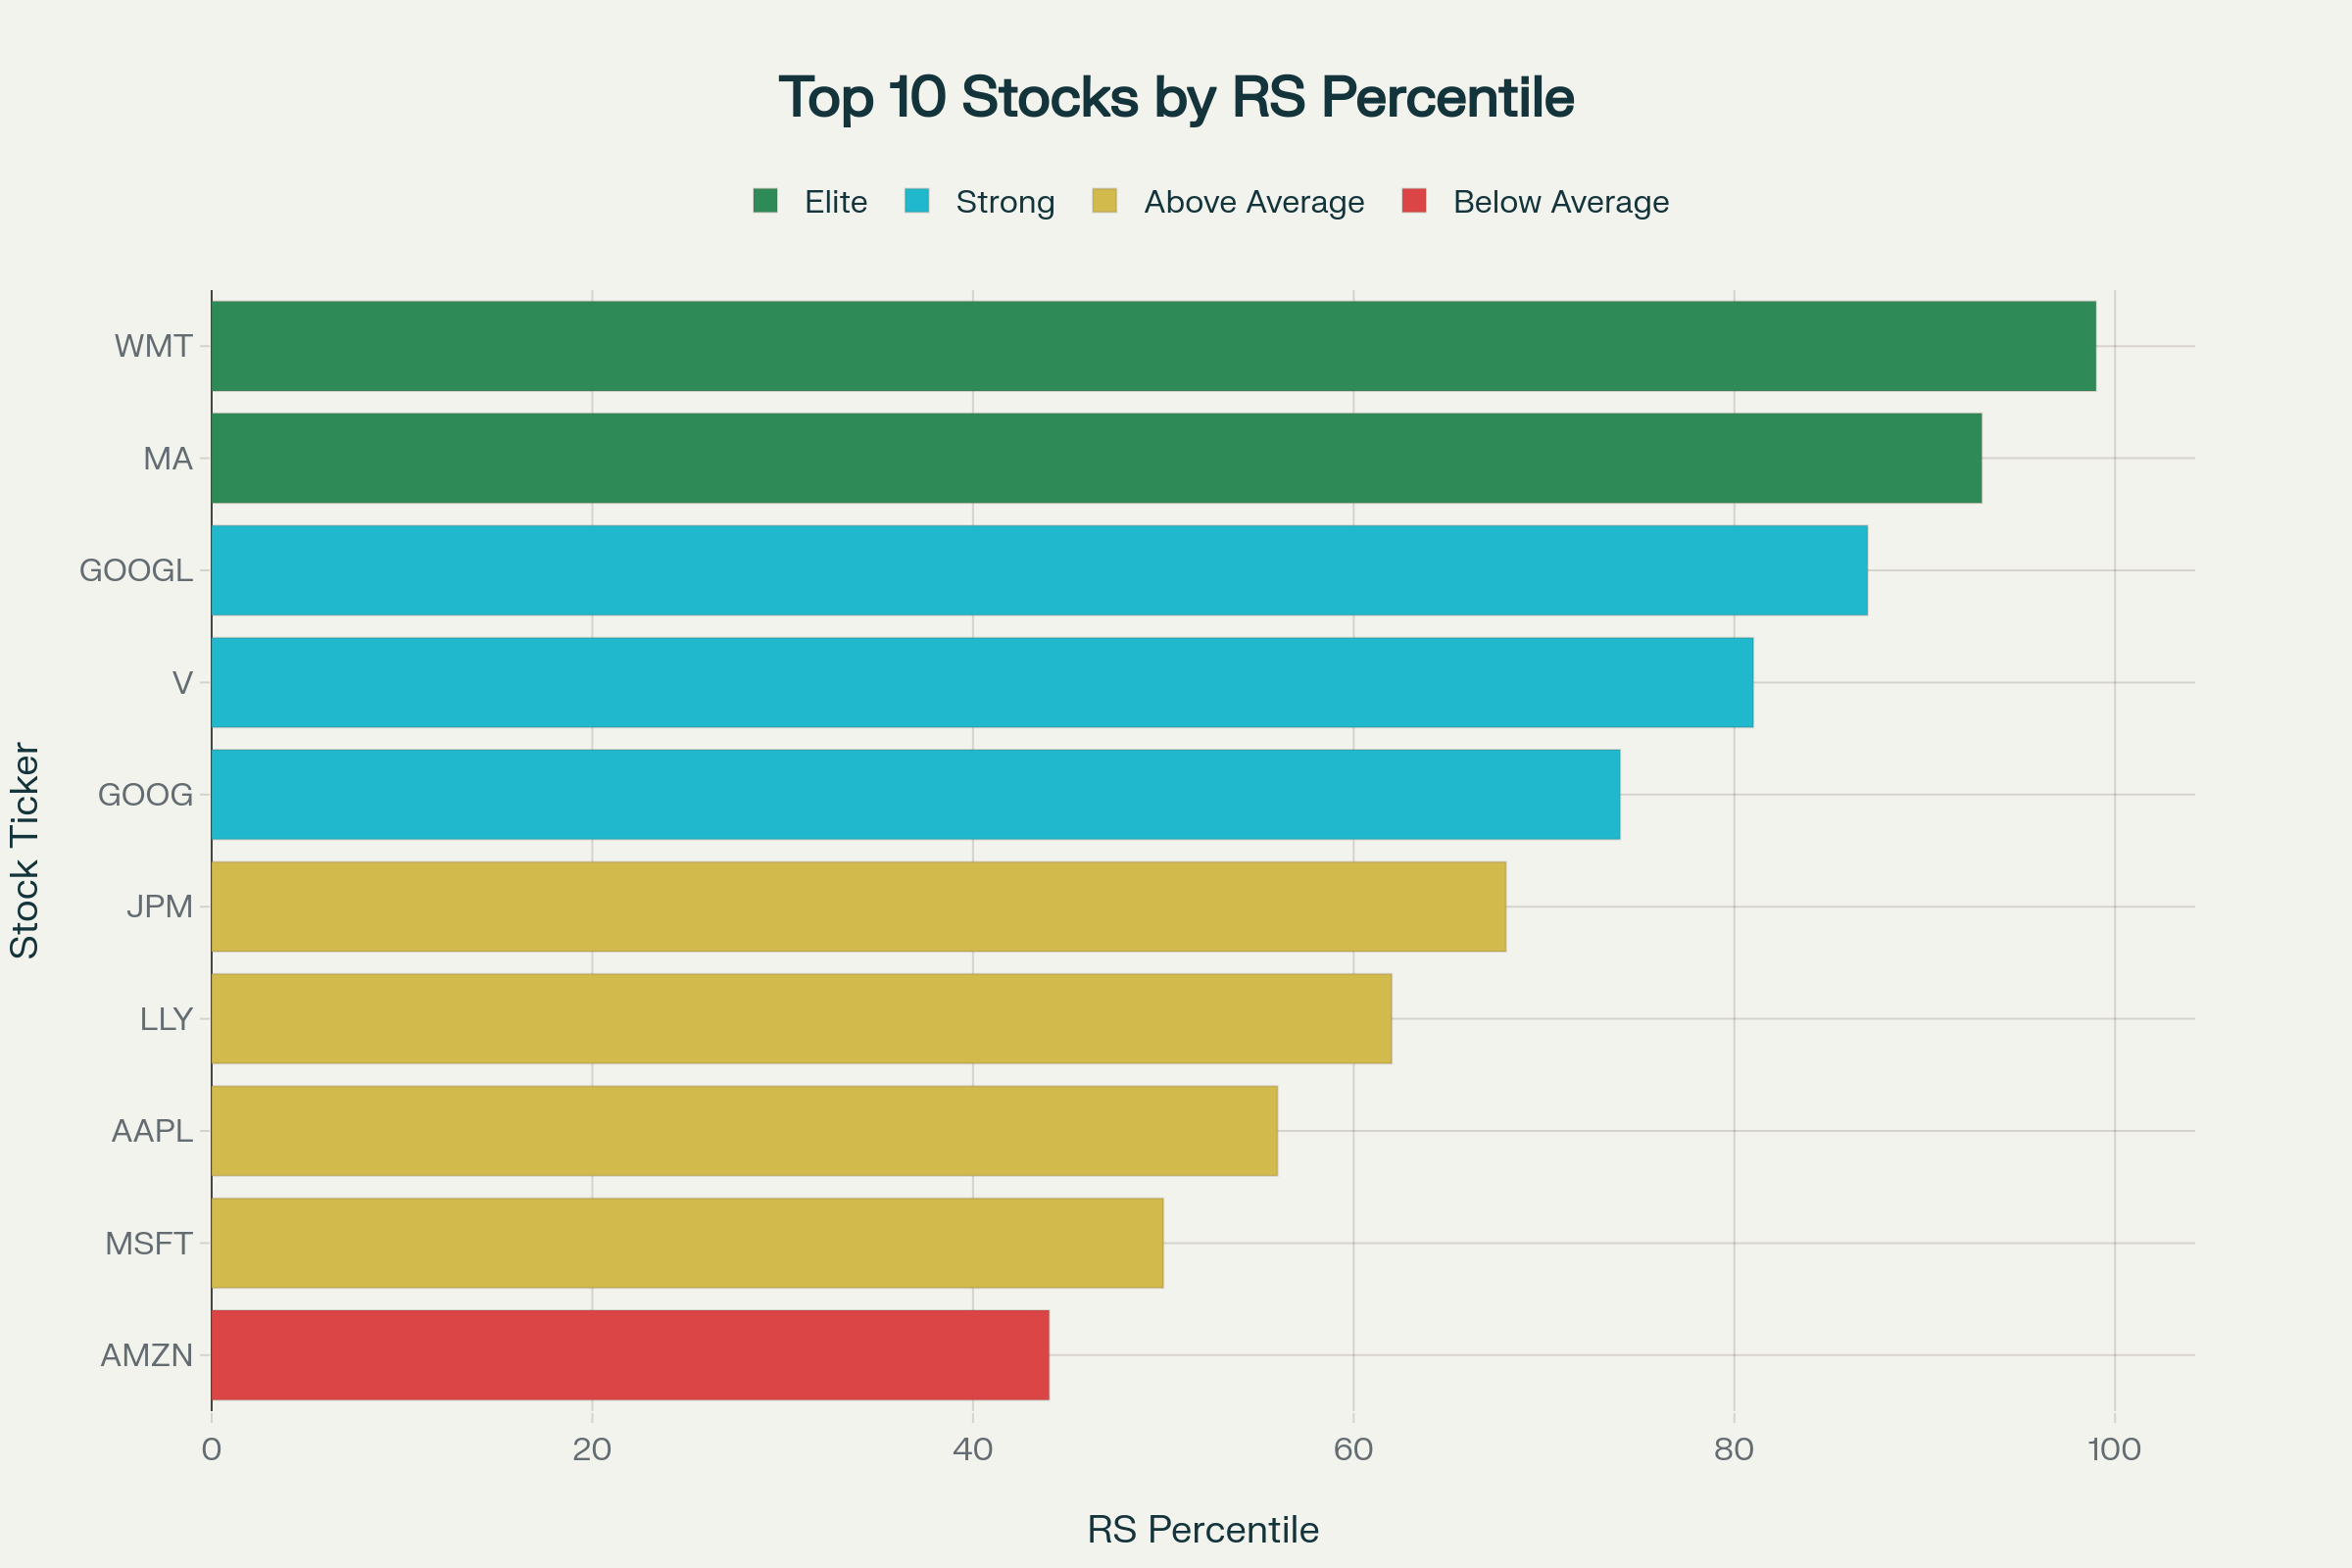 Top 10 Stocks by RS Percentile
Elite Strong Above Average Below Average
WMT
MA
GOOGL
V
GOOG
JPM
LLY
AAPL
MSFT
AMZN
Stock Ticker
0 20 40 60 80 100
RS Percentile